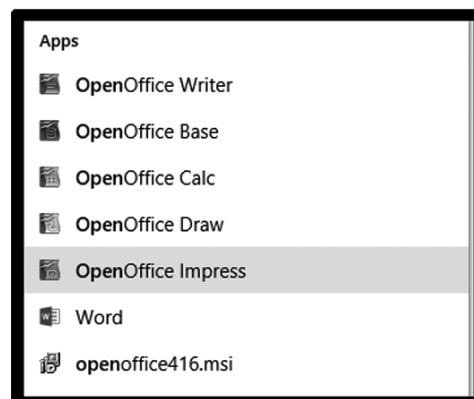 Apps
OpenOffice Writer
OpenOffice Base
OpenOffice Calc
OpenOffice Draw
OpenOffice Impress
Word
openoffice416.msi